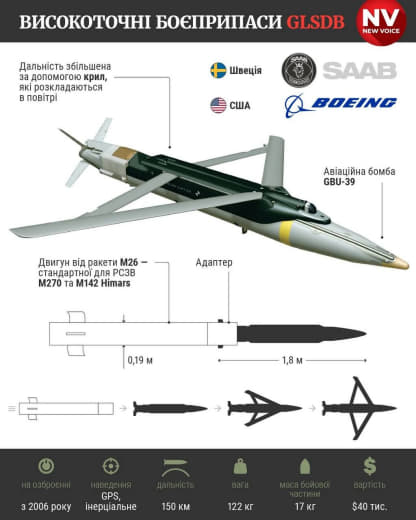 ВИСОКОТОЧНІ БОЄПРИПАСИ GLSDB
NV
NEW VOICE
Дальність збільшена
за допомогою крил,
які розкладаються
в повітрі
Швеція
SAAB
США
BOEING
Авіаційна бомба
GBU-39
Двигун від ракети M26 —
стандартної для РСЗВ
M270 та M142 Himars
Адаптер
0,19 м
1,8 м
на озброєнні
з 2006 року
наведення
GPS,
інерціальне
дальність
150 км
вага
122 кг
маса бойової
частини
17 кг
вартість
$40 тис.